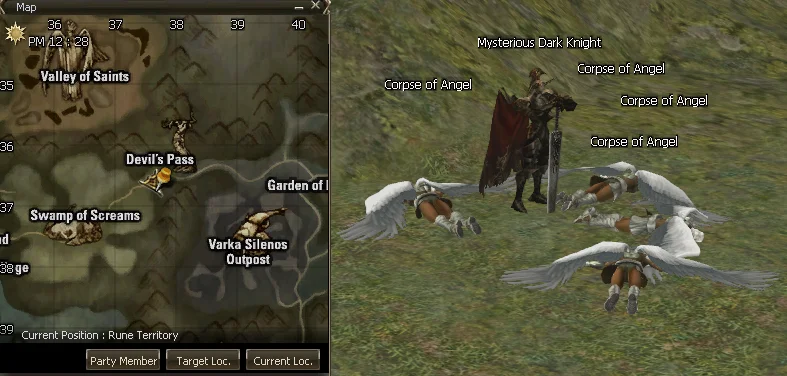 Map
36 37 38 39 40
PM 12 : 28
Valley of Saints
35
36
Devil's Pass
Garden of
37
Swamp of Screams
Varka Silenos
Outpost
38 ge
39
Current Position : Rune Territory
Party Member Target Loc. Current Loc.
Mysterious Dark Knight
Corpse of Angel
Corpse of Angel
Corpse of Angel
Corpse of Angel